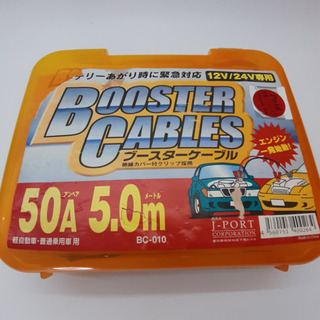 テリーあがり時に緊急対応
12V/24V専用
BOOSTER
CABLES
ブースターケーブル
絶縁カバー付クリップ採用
エンジン
一発始動!
アンペア
メートル
50A 5.0m
軽自動車・普通乗用車用
BC-010
J-PORT
CORPORATION